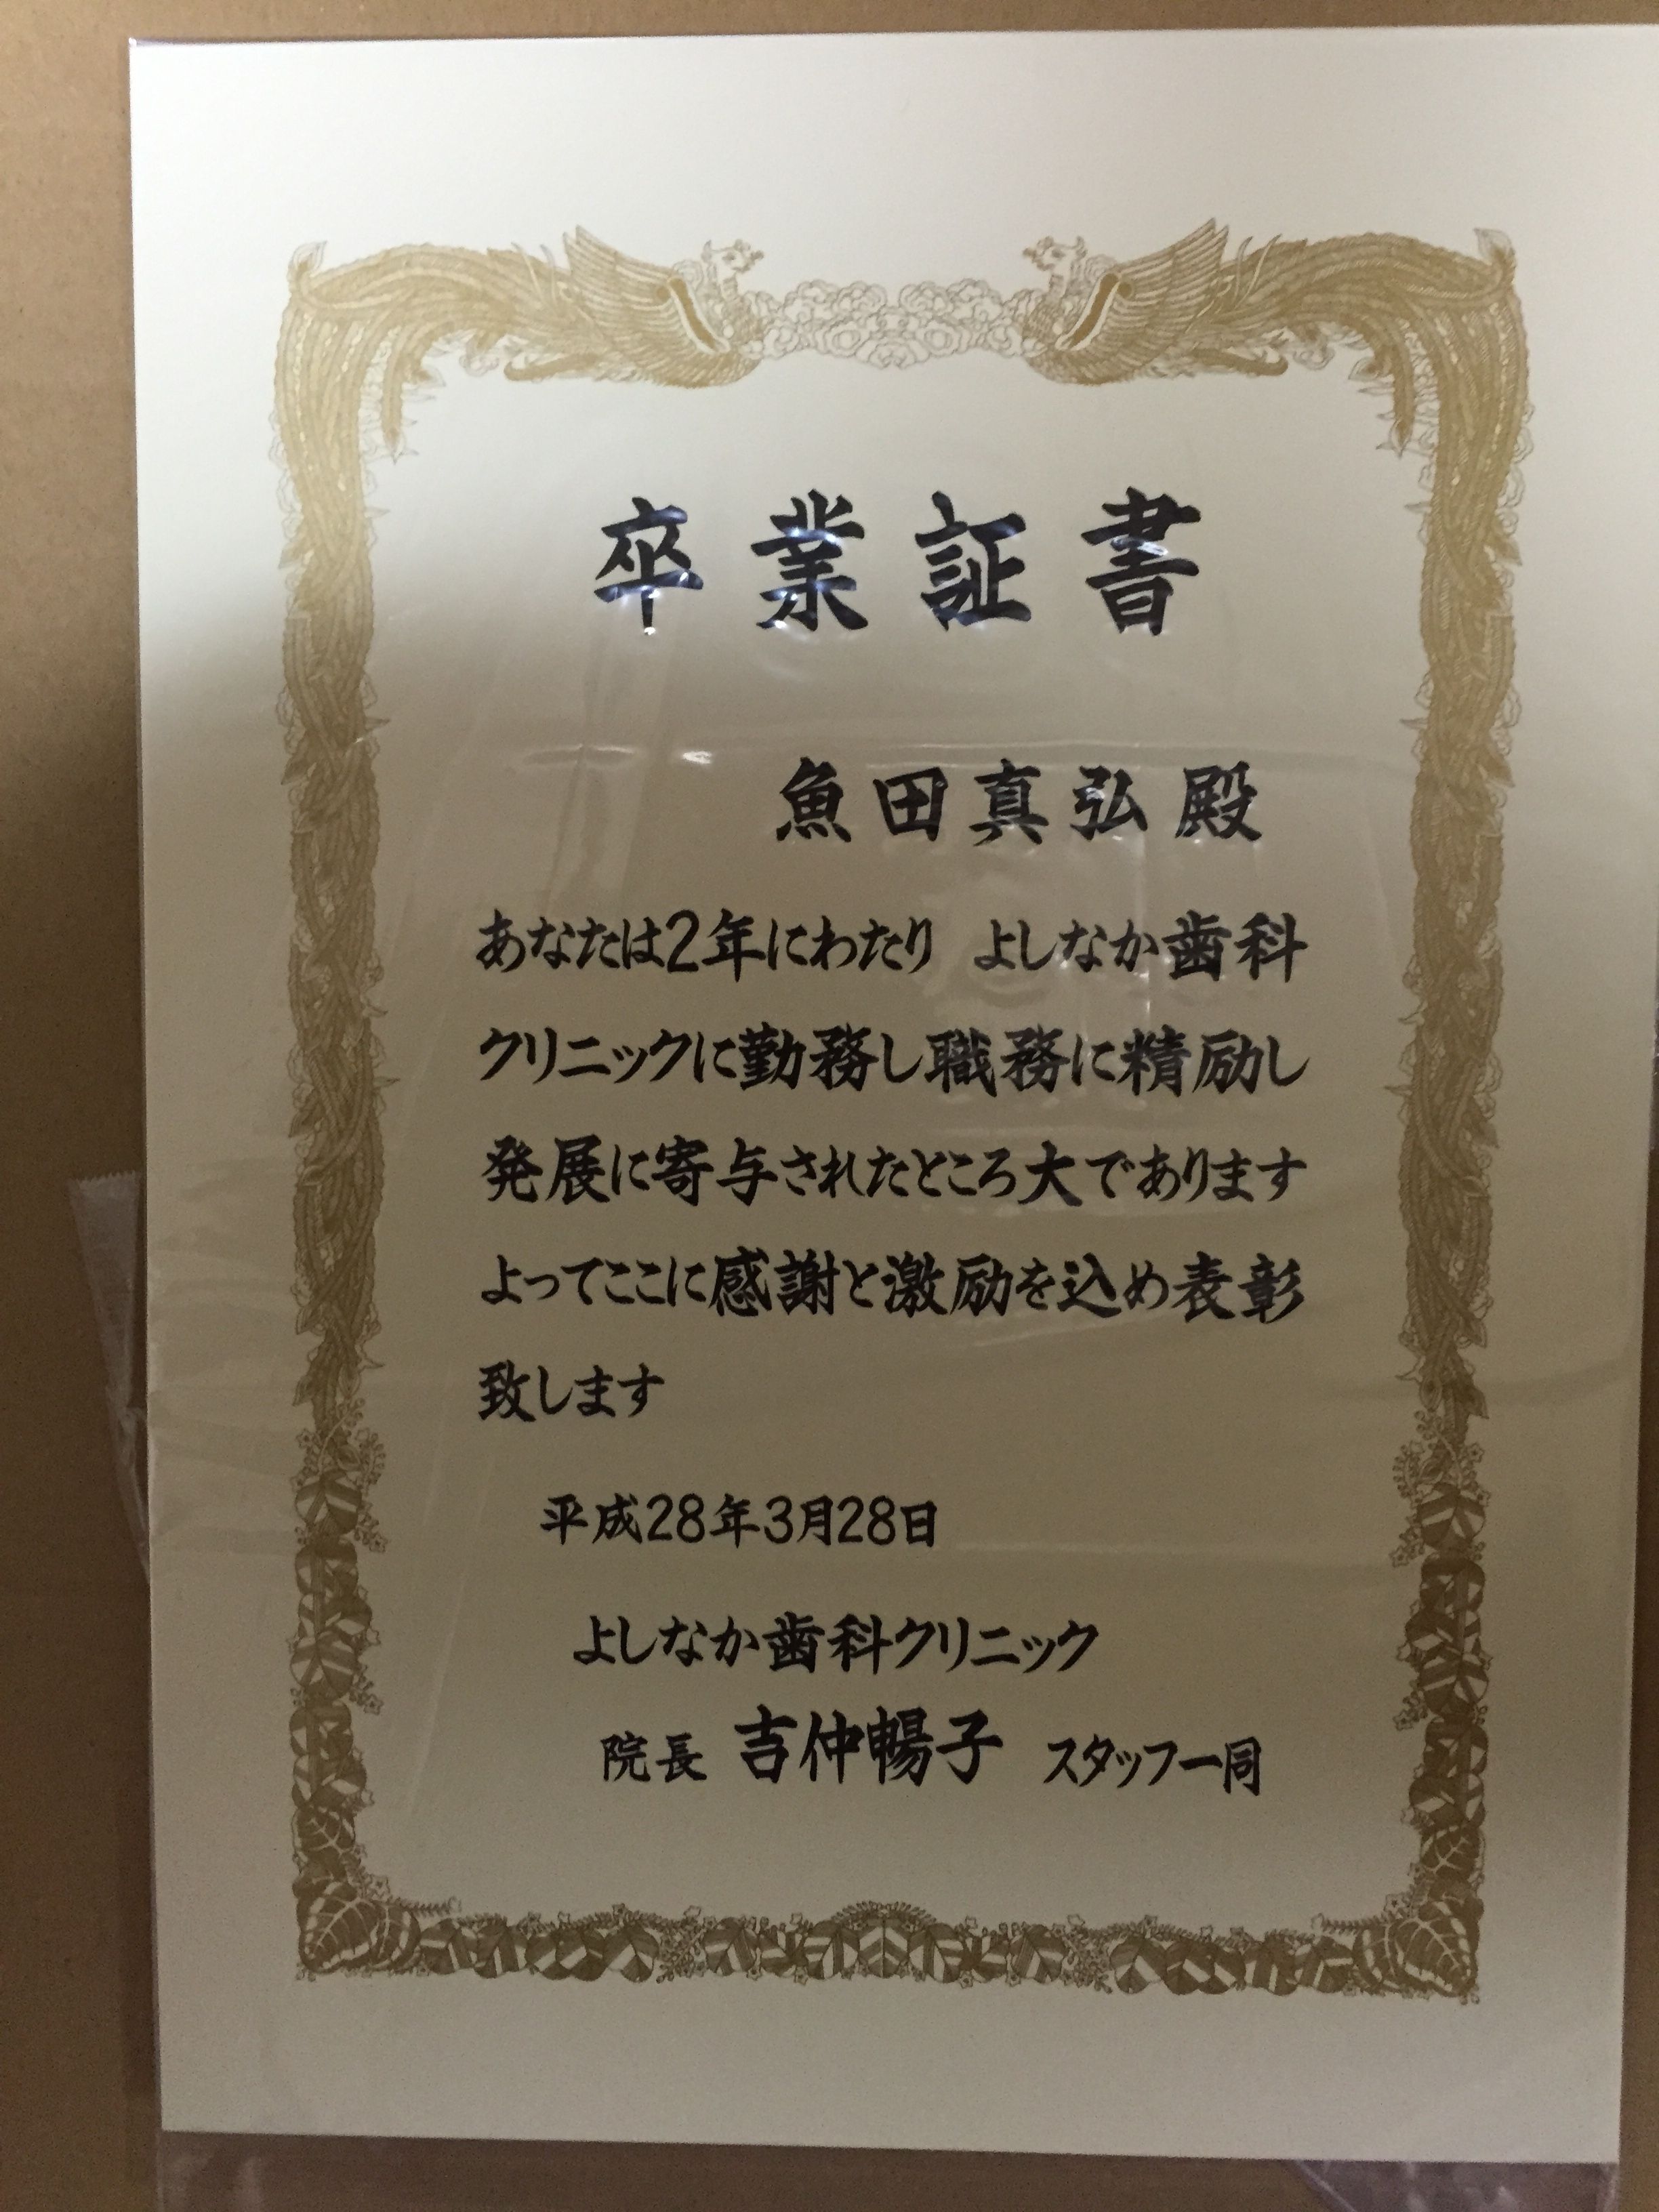 卒業証書
魚田真弘殿
あなたは2年にわたり よしなか歯科
クリニックに勤務し職務に精励し
発展に寄与されたところ大であります
よってここに感謝と激励を込め表彰
致します
平成28年3月28日
よしなか歯科クリニック
院長 吉仲暢子 スタッフ一同